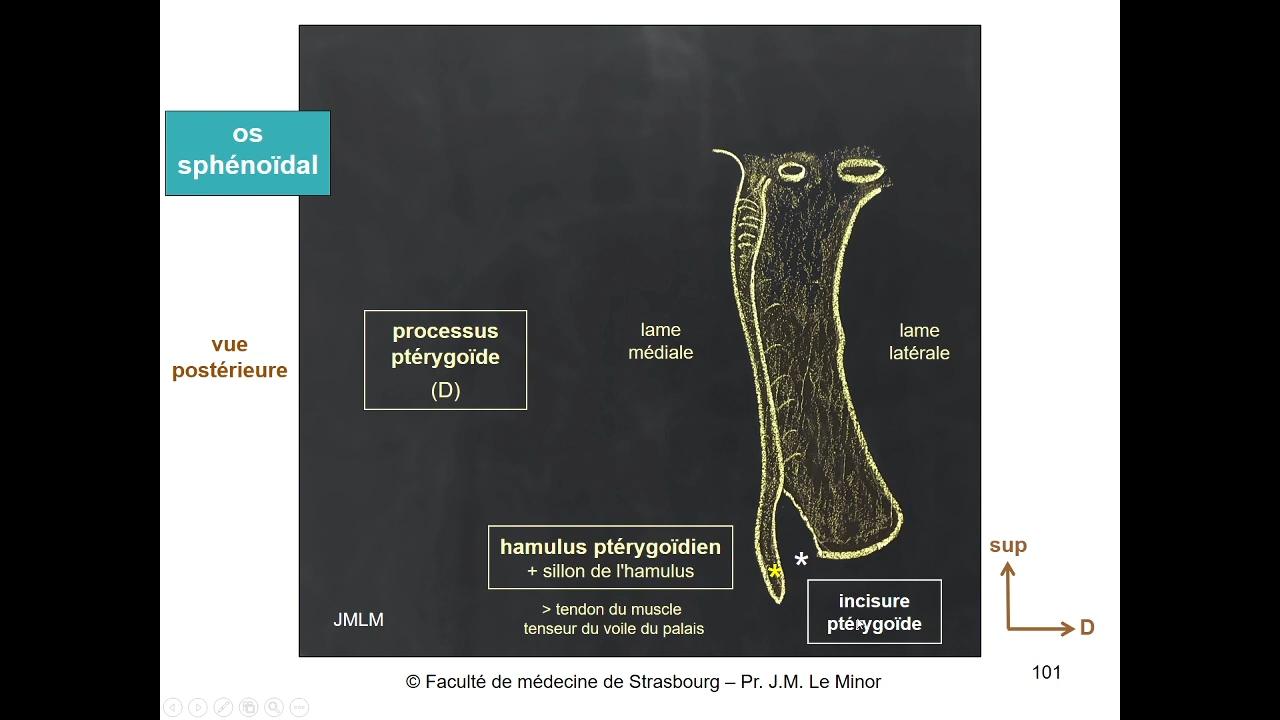 os
sphénoïdal
vue
postérieure
processus
ptérygoïde
(D)
lame
médiale
lame
latérale
hamulus ptérygoïdien
+ sillon de l'hamulus
> tendon du muscle
tenseur du voile du palais
*
*
incisure
ptérygoïde
sup
D
JMLM
101
© Faculté de médecine de Strasbourg – Pr. J.M. Le Minor